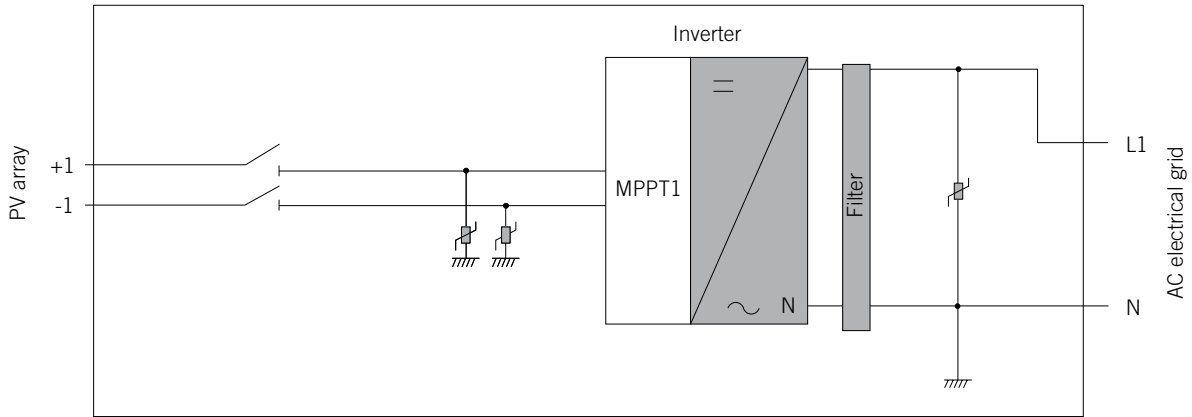 Inverter
PV array
+1
-1
MPPT1
N
Filter
L1
N
AC electrical grid